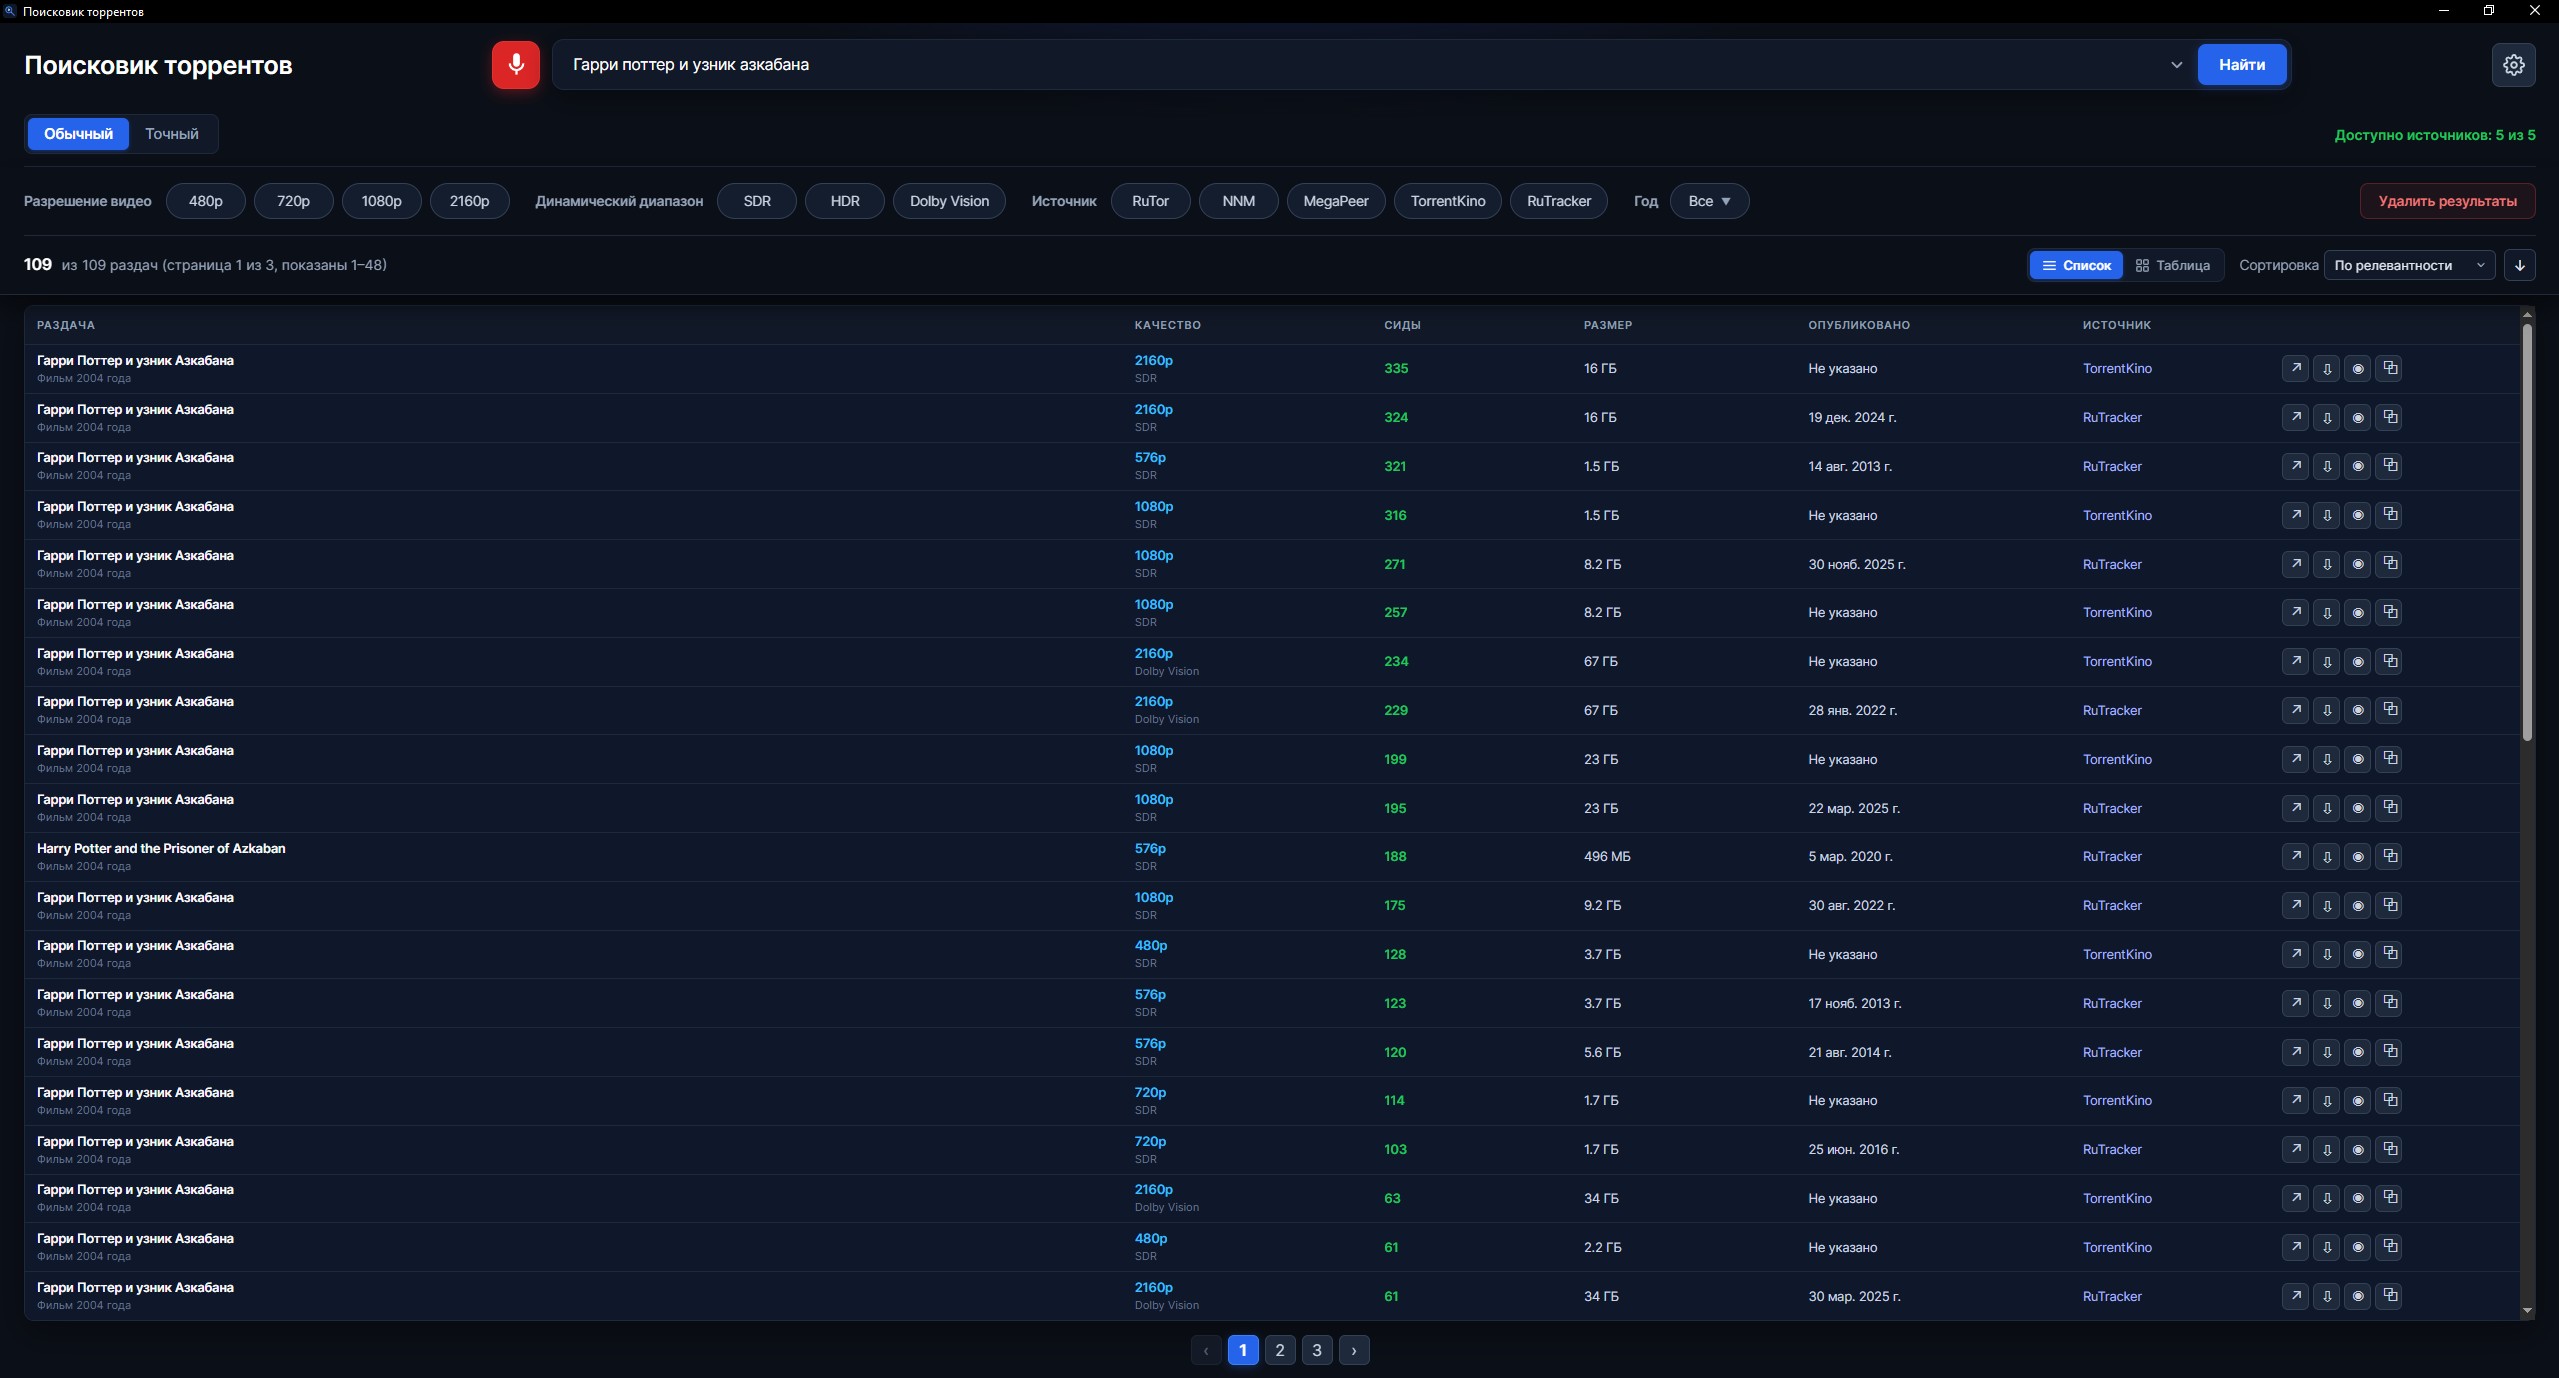 Поисковик торрентов
Поисковик торрентов
Гарри поттер и узник азкабана
Найти
Обычный Точный
Доступно источников: 5 из 5
Разрешение видео 480p 720p 1080p 2160p Динамический диапазон SDR HDR Dolby Vision Источник RuTor NNM MegaPeer TorrentKino RuTracker Год Все
Удалить результаты
109 из 109 раздач (страница 1 из 3, показаны 1–48)
Список Таблица Сортировка По релевантности
РАЗДАЧА КАЧЕСТВО СИДЫ РАЗМЕР ОПУБЛИКОВАНО ИСТОЧНИК
Гарри Поттер и узник Азкабана 2160p 335 16 ГБ Не указано TorrentKino
Фильм 2004 года SDR
Гарри Поттер и узник Азкабана 2160p 324 16 ГБ 19 дек. 2024 г. RuTracker
Фильм 2004 года SDR
Гарри Поттер и узник Азкабана 576p 321 1.5 ГБ 14 авг. 2013 г. RuTracker
Фильм 2004 года SDR
Гарри Поттер и узник Азкабана 1080p 316 1.5 ГБ Не указано TorrentKino
Фильм 2004 года SDR
Гарри Поттер и узник Азкабана 1080p 271 8.2 ГБ 30 нояб. 2025 г. RuTracker
Фильм 2004 года SDR
Гарри Поттер и узник Азкабана 1080p 257 8.2 ГБ Не указано TorrentKino
Фильм 2004 года SDR
Гарри Поттер и узник Азкабана 2160p 234 67 ГБ Не указано TorrentKino
Фильм 2004 года Dolby Vision
Гарри Поттер и узник Азкабана 2160p 229 67 ГБ 28 янв. 2022 г. RuTracker
Фильм 2004 года Dolby Vision
Гарри Поттер и узник Азкабана 1080p 199 23 ГБ Не указано TorrentKino
Фильм 2004 года SDR
Гарри Поттер и узник Азкабана 1080p 195 23 ГБ 22 мар. 2025 г. RuTracker
Фильм 2004 года SDR
Harry Potter and the Prisoner of Azkaban 576p 188 496 МБ 5 мар. 2020 г. RuTracker
Фильм 2004 года SDR
Гарри Поттер и узник Азкабана 1080p 175 9.2 ГБ 30 авг. 2022 г. RuTracker
Фильм 2004 года SDR
Гарри Поттер и узник Азкабана 480p 128 3.7 ГБ Не указано TorrentKino
Фильм 2004 года SDR
Гарри Поттер и узник Азкабана 576p 123 3.7 ГБ 17 нояб. 2013 г. RuTracker
Фильм 2004 года SDR
Гарри Поттер и узник Азкабана 576p 120 5.6 ГБ 21 авг. 2014 г. RuTracker
Фильм 2004 года SDR
Гарри Поттер и узник Азкабана 720p 114 1.7 ГБ Не указано TorrentKino
Фильм 2004 года SDR
Гарри Поттер и узник Азкабана 720p 103 1.7 ГБ 25 июн. 2016 г. RuTracker
Фильм 2004 года SDR
Гарри Поттер и узник Азкабана 2160p 63 34 ГБ Не указано TorrentKino
Фильм 2004 года Dolby Vision
Гарри Поттер и узник Азкабана 480p 61 2.2 ГБ Не указано TorrentKino
Фильм 2004 года SDR
Гарри Поттер и узник Азкабана 2160p 61 34 ГБ 30 мар. 2025 г. RuTracker
Фильм 2004 года Dolby Vision
‹ 1 2 3 ›